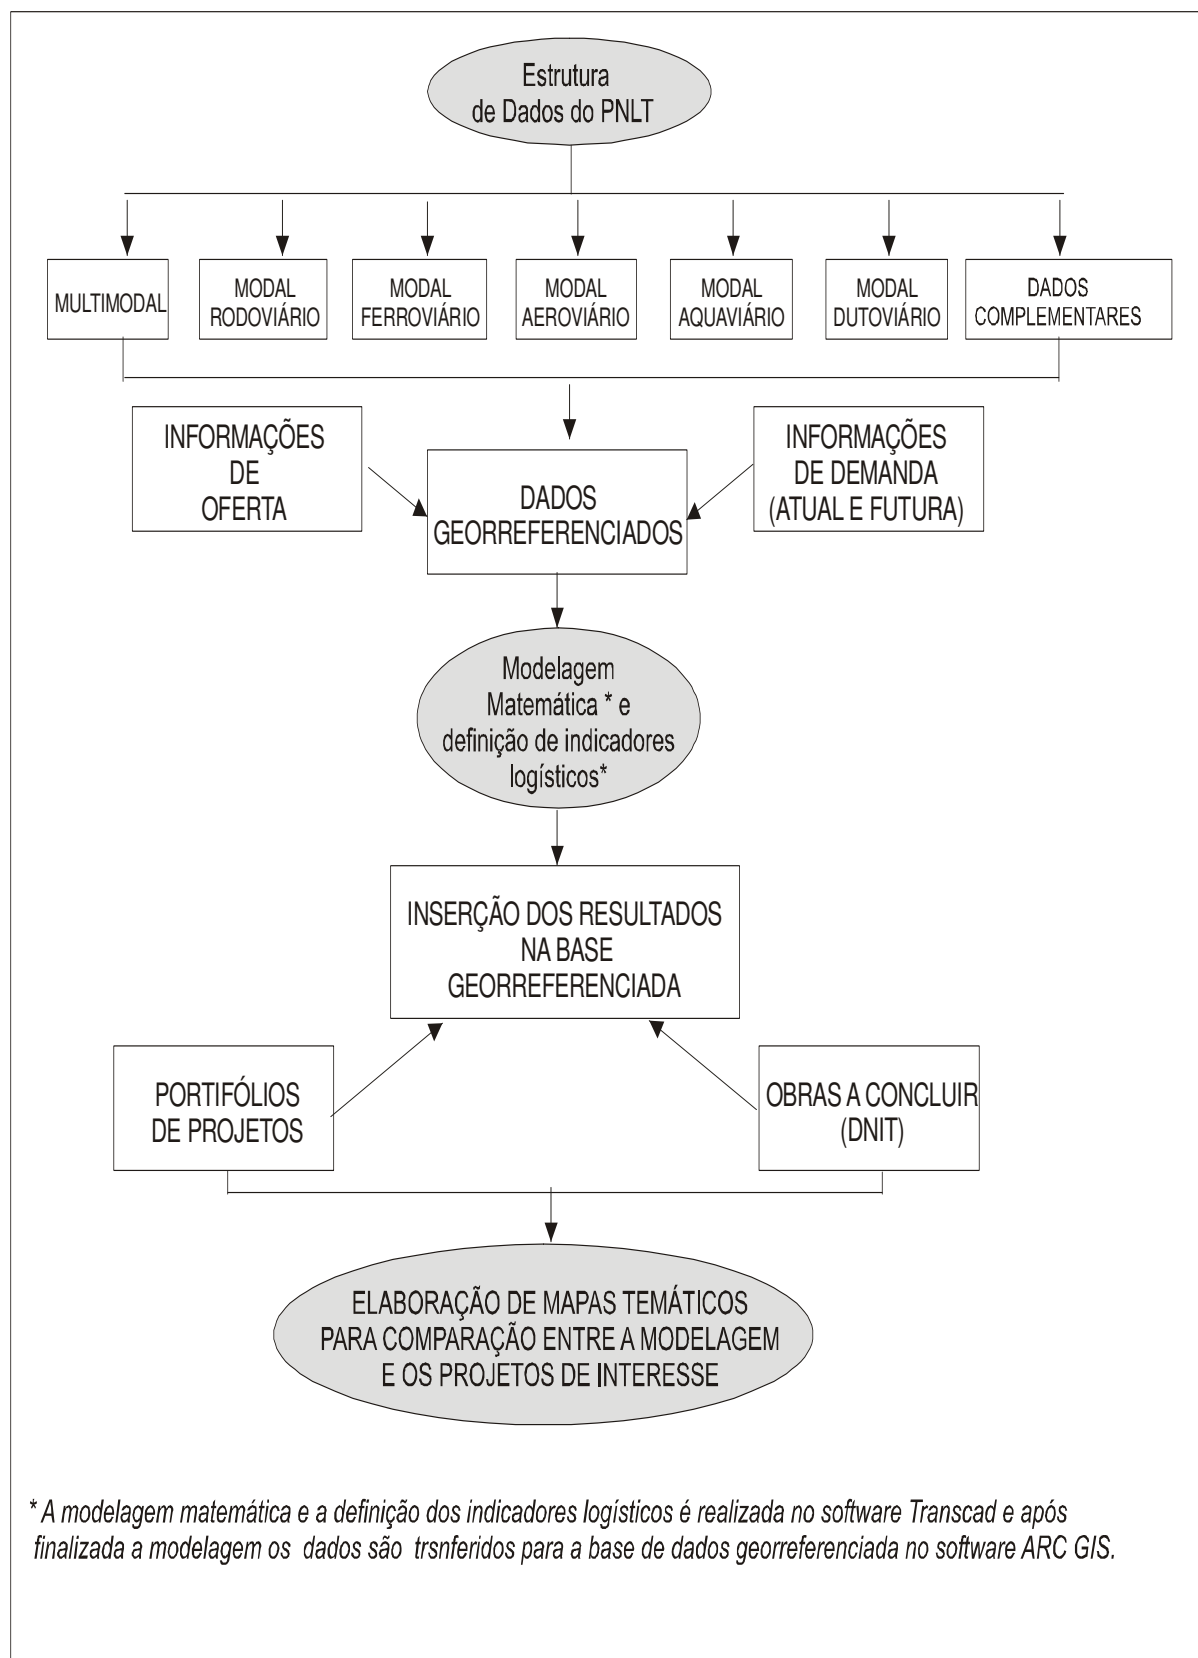 Estrutura
de Dados do PNLT
MULTIMODAL
MODAL
RODOVIÁRIO
MODAL
FERROVIÁRIO
MODAL
AEROVIÁRIO
MODAL
AQUAVIÁRIO
MODAL
DUTOVIÁRIO
DADOS
COMPLEMENTARES
INFORMAÇÕES
DE
OFERTA
DADOS
GEORREFERENCIADOS
INFORMAÇÕES
DE DEMANDA
(ATUAL E FUTURA)
Modelagem
Matemática * e
definição de indicadores
logísticos*
INSERÇÃO DOS RESULTADOS
NA BASE
GEORREFERENCIADA
PORTIFÓLIOS
DE PROJETOS
OBRAS A CONCLUIR
(DNIT)
ELABORAÇÃO DE MAPAS TEMÁTICOS
PARA COMPARAÇÃO ENTRE A MODELAGEM
E OS PROJETOS DE INTERESSE
* A modelagem matemática e a definição dos indicadores logísticos é realizada no software Transcad e após
finalizada a modelagem os dados são trsnferidos para a base de dados georreferenciada no software ARC GIS.